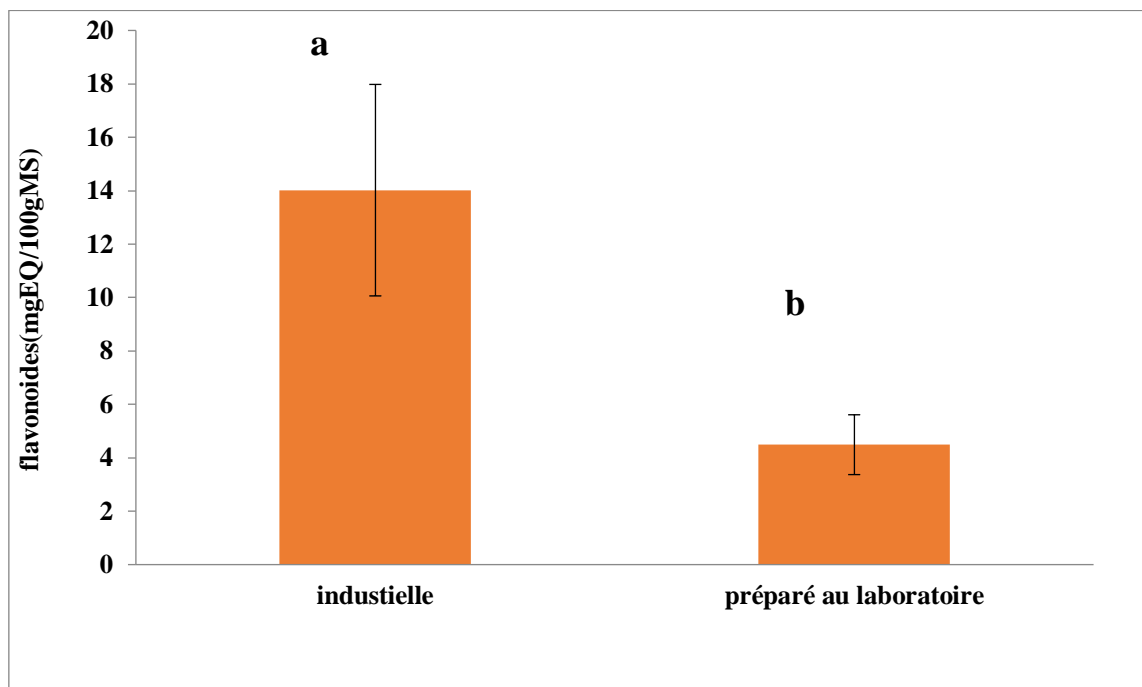 flavonoides(mgEQ/100gMS)
20
18
16
14
12
10
8
6
4
2
0
a
b
industielle
préparé au laboratoire